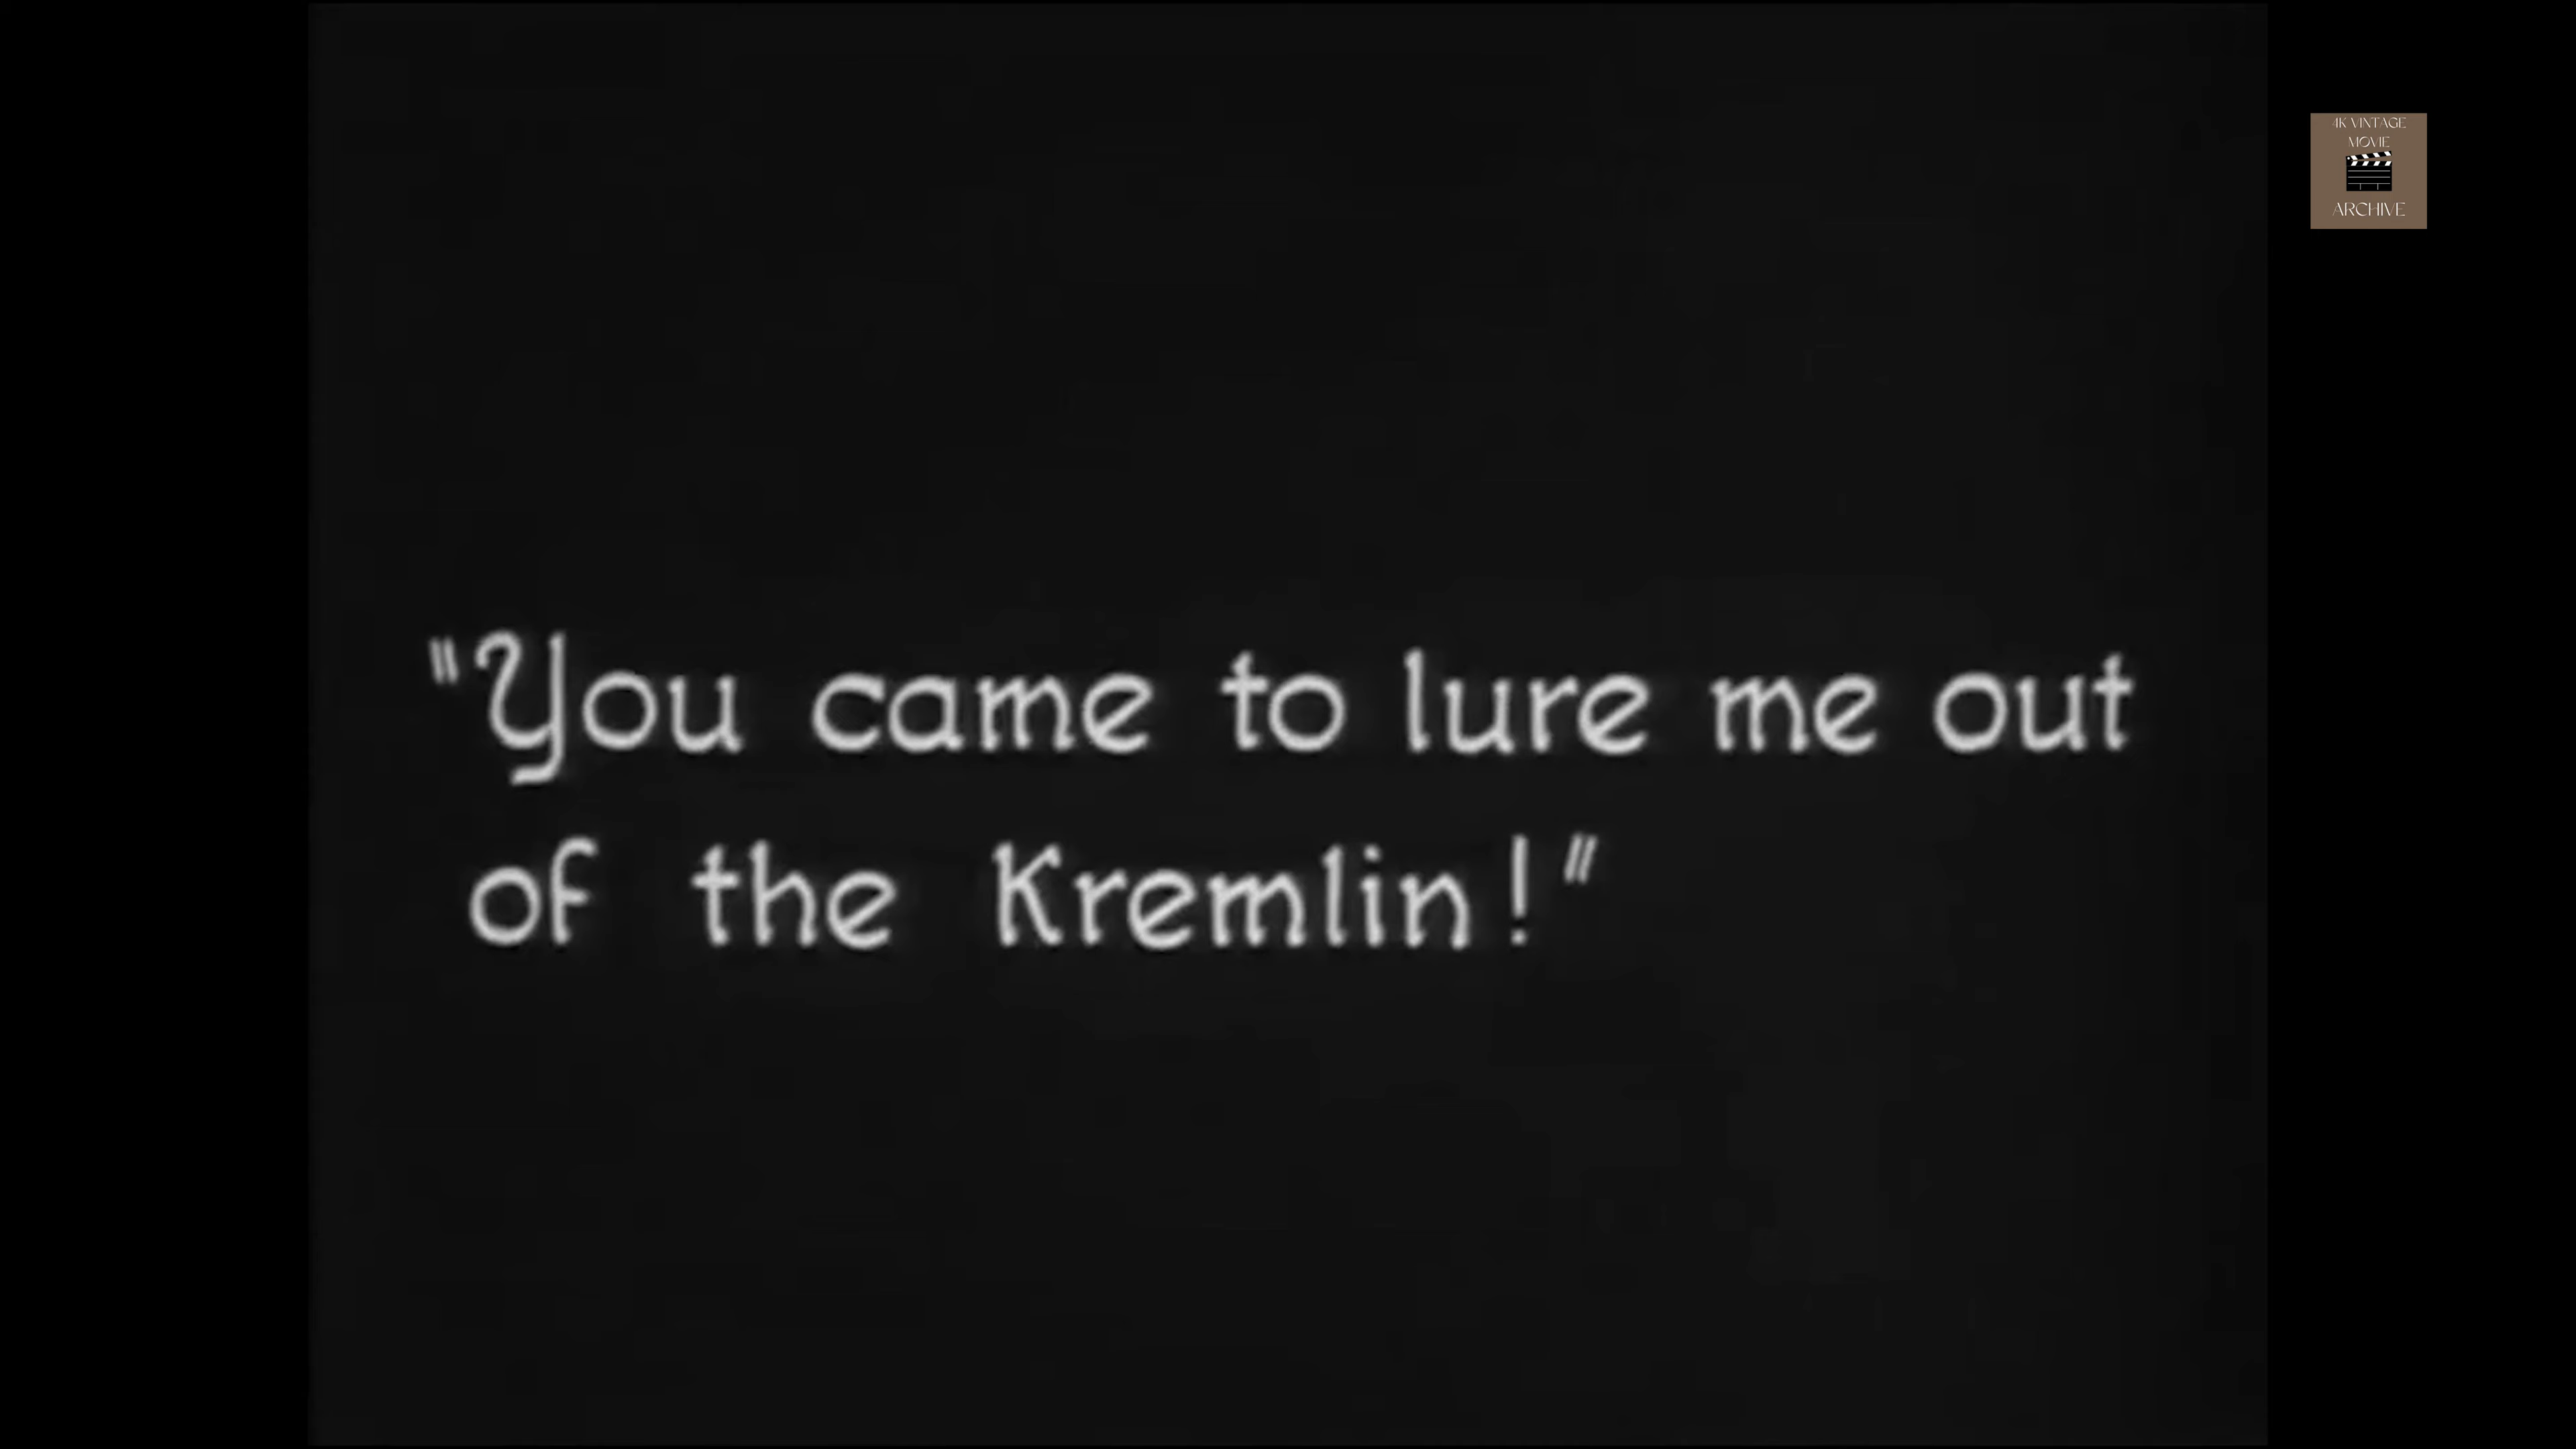 4K VINTAGE
MOVIE
ARCHIVE
"You came to lure me out
of the Kremlin!"